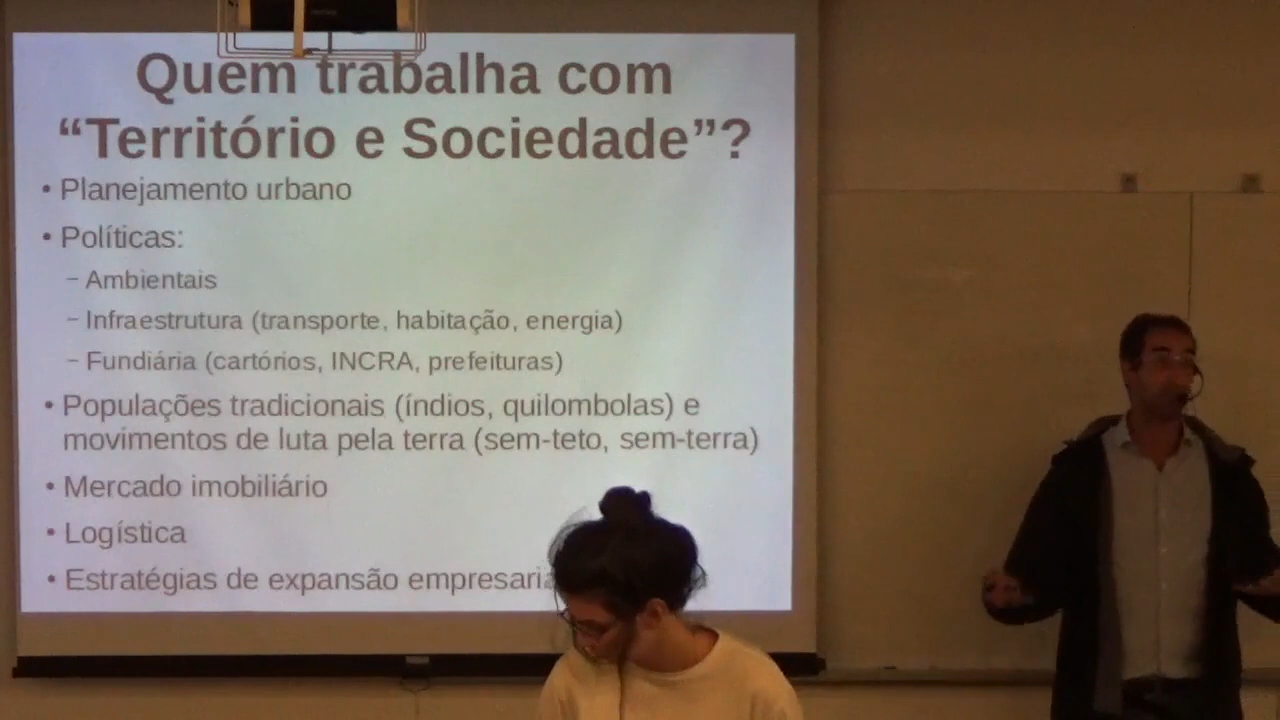 Quem trabalha com
“Território e Sociedade”?
• Planejamento urbano
• Políticas:
– Ambientais
– Infraestrutura (transporte, habitação, energia)
– Fundiária (cartórios, INCRA, prefeituras)
• Populações tradicionais (índios, quilombolas) e
movimentos de luta pela terra (sem-teto, sem-terra)
• Mercado imobiliário
• Logística
• Estratégias de expansão